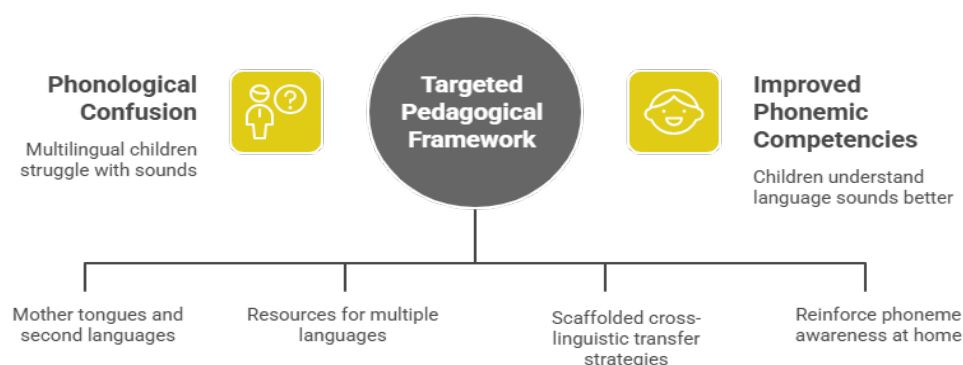 Phonological
Confusion
Multilingual children
struggle with sounds
?
Targeted
Pedagogical
Framework
Improved
Phonemic
Competencies
Children understand
language sounds better
Mother tongues and
second languages
Resources for multiple
languages
Scaffolded cross-
linguistic transfer
strategies
Reinforce phoneme
awareness at home